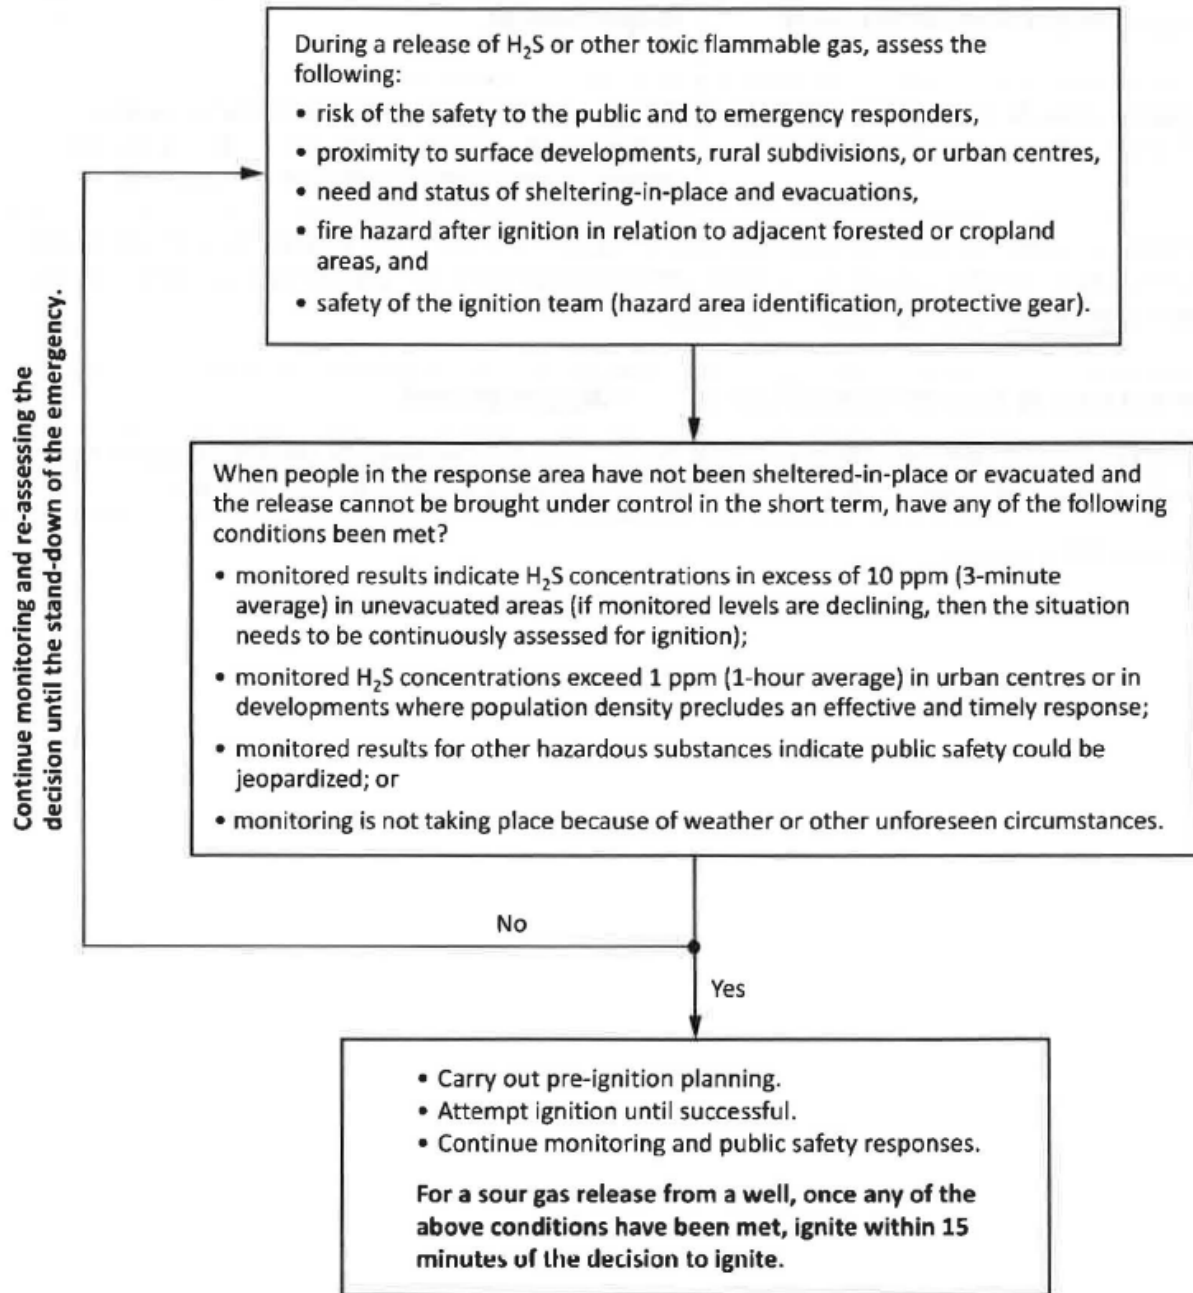 During a release of H₂S or other toxic flammable gas, assess the
following:
• risk of the safety to the public and to emergency responders,
• proximity to surface developments, rural subdivisions, or urban centres,
• need and status of sheltering-in-place and evacuations,
• fire hazard after ignition in relation to adjacent forested or cropland
areas, and
• safety of the ignition team (hazard area identification, protective gear).
Continue monitoring and re-assessing the
decision until the stand-down of the emergency.
When people in the response area have not been sheltered-in-place or evacuated and
the release cannot be brought under control in the short term, have any of the following
conditions been met?
• monitored results indicate H₂S concentrations in excess of 10 ppm (3-minute
average) in unevacuated areas (if monitored levels are declining, then the situation
needs to be continuously assessed for ignition);
• monitored H₂S concentrations exceed 1 ppm (1-hour average) in urban centres or in
developments where population density precludes an effective and timely response;
• monitored results for other hazardous substances indicate public safety could be
jeopardized; or
• monitoring is not taking place because of weather or other unforeseen circumstances.
No
Yes
• Carry out pre-ignition planning.
• Attempt ignition until successful.
• Continue monitoring and public safety responses.
For a sour gas release from a well, once any of the
above conditions have been met, ignite within 15
minutes of the decision to ignite.